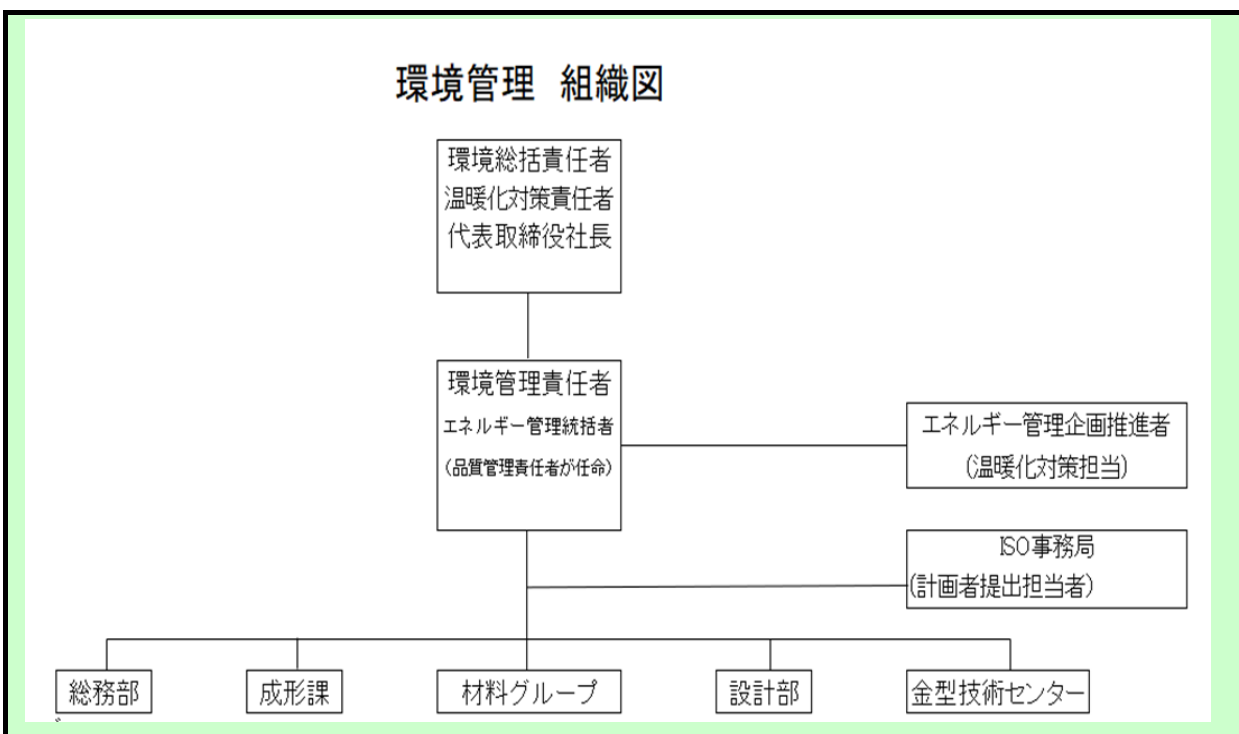 環境管理 組織図
環境総括責任者
温暖化対策責任者
代表取締役社長
環境管理責任者
エネルギー管理統括者
(品質管理責任者が任命)
エネルギー管理企画推進者
(温暖化対策担当)
ISO事務局
(計画者提出担当者)
総務部
成形課
材料グループ
設計部
金型技術センター